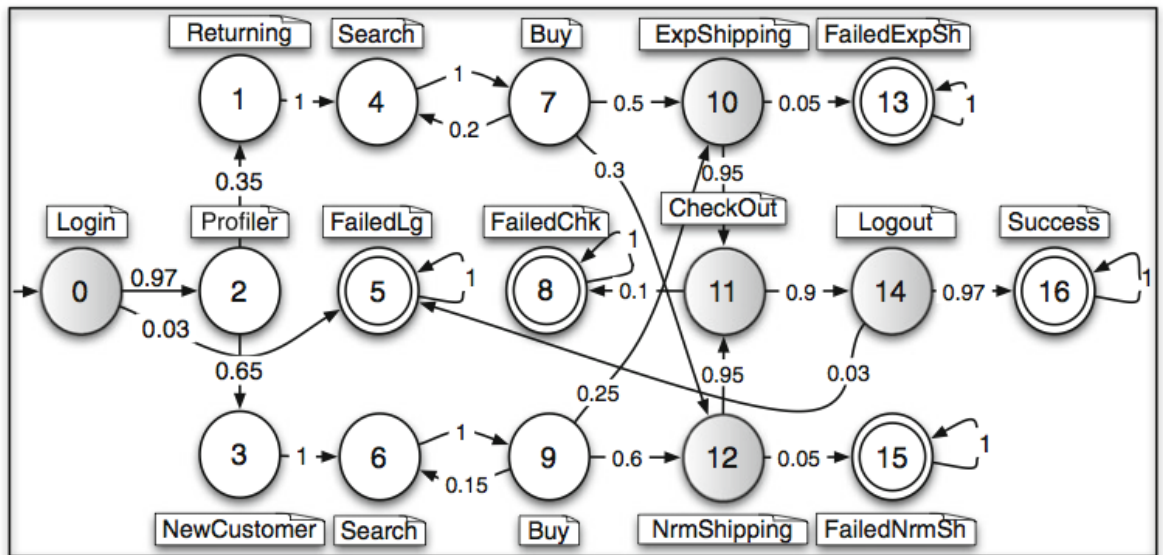 Returning Search Buy ExpShipping FailedExpSh
1 1 4 1 0.2 7 0.5 10 0.05 13 1
0.35 0.3 0.95
Login Profiler FailedLg FailedChk CheckOut Logout Success
0 0.97 2 5 1 8 1 0.1 11 0.9 14 0.97 16 1
0.03
0.65 0.25 0.95 0.03
3 1 6 1 0.15 9 0.6 12 0.05 15 1
NewCustomer Search Buy NrmShipping FailedNrmSh